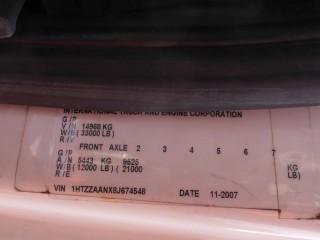 INTERNATIONAL TRUCK AND ENGINE CORPORATION
G/P
V/N 14968 KG
W/B (33000 LB)
R/V
FRONT AXLE 2 3 4 5 6 7
G/P
A/N 5443 KG 9525 KG
W/B (12000 LB) (21000 LB)
R/E
VIN 1HTZZAANX8J674548 DATE 11-2007